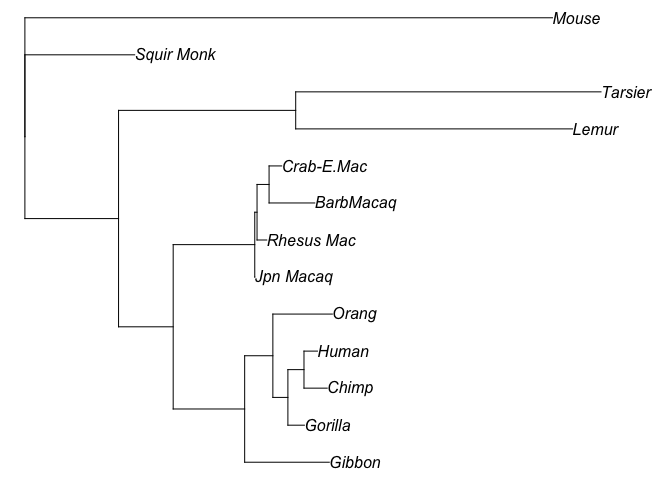 Mouse
Squir Monk
Tarsier
Lemur
Crab-E.Mac
BarbMacaq
Rhesus Mac
Jpn Macaq
Orang
Human
Chimp
Gorilla
Gibbon